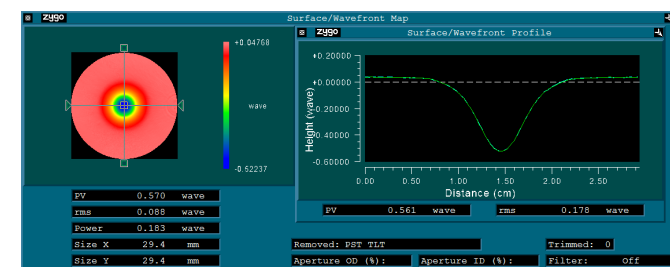 zygo Surface/Wavefront Map
+0.04768
wave
-0.52237
zygo Surface/Wavefront Profile
+0.20000
+0.00000
-0.20000
-0.40000
-0.60000
Height (wave)
0.00 0.50 1.00 1.50 2.00 2.50
Distance (cm)
PV 0.561 wave rms 0.178 wave
PV 0.570 wave
rms 0.088 wave
Power 0.183 wave
Size X 29.4 mm
Size Y 29.4 mm
Removed: PST TLT Trimmed: 0
Aperture OD (%): Aperture ID (%): Filter: Off